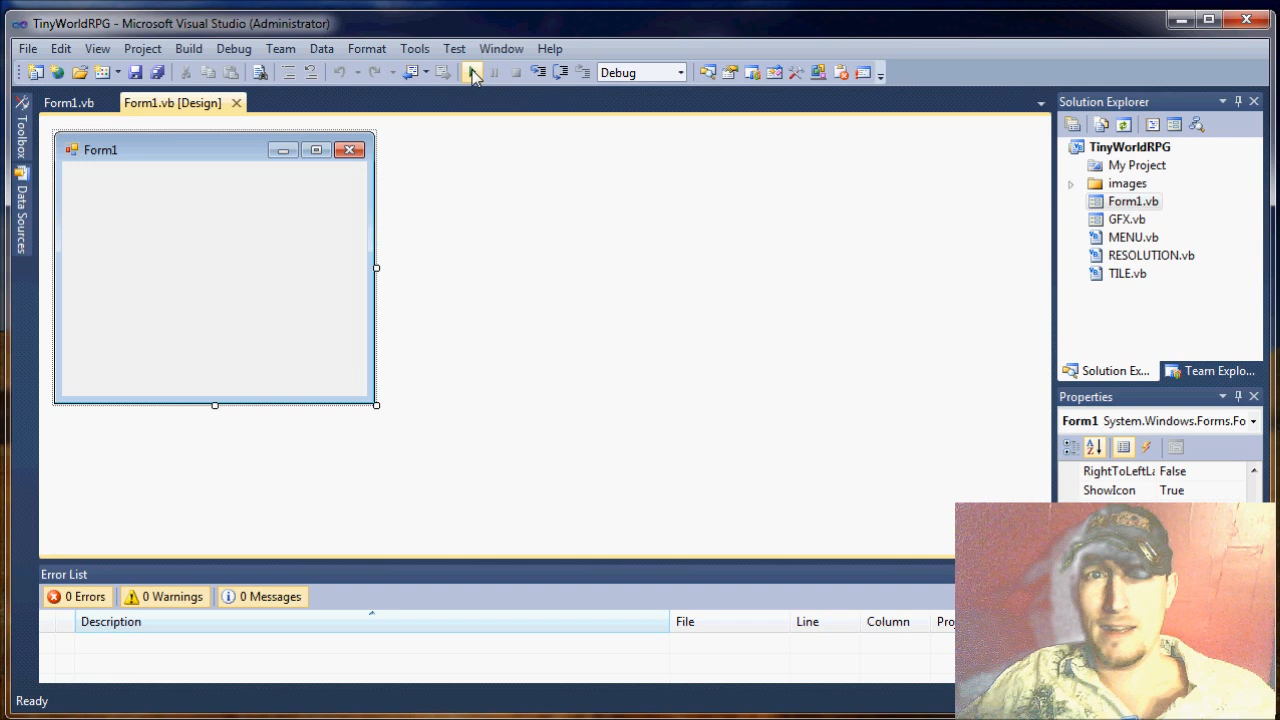 TinyWorldRPG - Microsoft Visual Studio (Administrator)
File Edit View Project Build Debug Team Data Format Tools Test Window Help
Debug
Form1.vb Form1.vb [Design]
Toolbox
Data Sources
Form1
Solution Explorer
TinyWorldRPG
My Project
images
Form1.vb
GFX.vb
MENU.vb
RESOLUTION.vb
TILE.vb
Solution Ex... Team Explo...
Properties
Form1 System.Windows.Forms.Fo
RightToLeftLa False
ShowIcon True
Error List
0 Errors 0 Warnings 0 Messages
Description File Line Column Proj
Ready